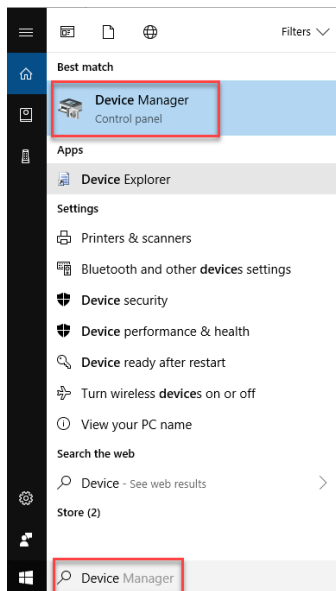 Filters
Best match
Device Manager
Control panel
Apps
Device Explorer
Settings
Printers & scanners
Bluetooth and other devices settings
Device security
Device performance & health
Device ready after restart
Turn wireless devices on or off
View your PC name
Search the web
Device - See web results
Store (2)
Device Manager